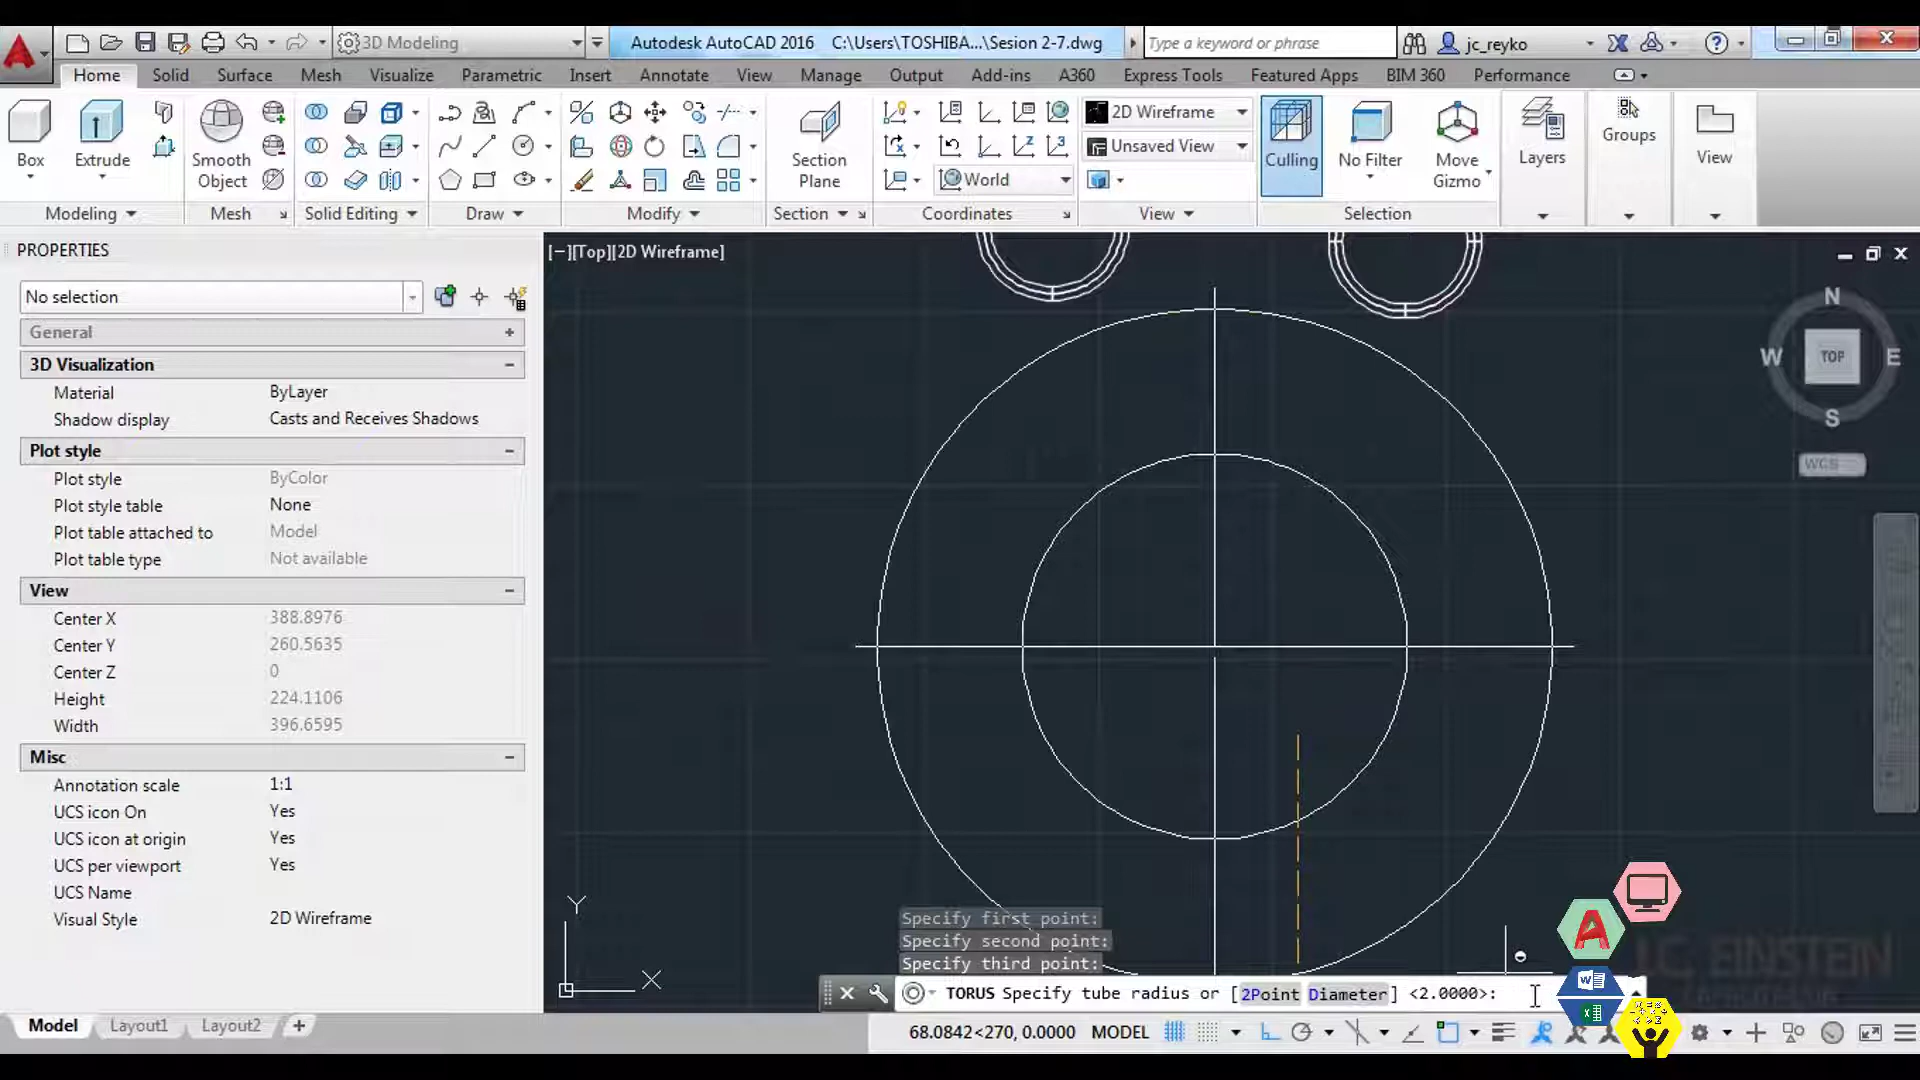 3D Modeling
Autodesk AutoCAD 2016 C:\Users\TOSHIBA...\Sesion 2-7.dwg
Type a keyword or phrase
jc_reyko
Home Solid Surface Mesh Visualize Parametric Insert Annotate View Manage Output Add-ins A360 Express Tools Featured Apps BIM 360 Performance
Box
Extrude
Smooth Object
Section Plane
World
2D Wireframe
Unsaved View
Culling
No Filter
Move Gizmo
Layers
Groups
View
Modeling Mesh Solid Editing Draw Modify Section Coordinates View Selection
PROPERTIES
No selection
General
3D Visualization
Material ByLayer
Shadow display Casts and Receives Shadows
Plot style
Plot style ByColor
Plot style table None
Plot table attached to Model
Plot table type Not available
View
Center X 388.8976
Center Y 260.5635
Center Z 0
Height 224.1106
Width 396.6595
Misc
Annotation scale 1:1
UCS icon On Yes
UCS icon at origin Yes
UCS per viewport Yes
UCS Name
Visual Style 2D Wireframe
[−][Top][2D Wireframe]
N
W TOP E
S
WCS
Y
X
Specify first point:
Specify second point:
Specify third point:
TORUS Specify tube radius or [2Point Diameter] <2.0000>:
J.C. EINSTEIN
Model Layout1 Layout2 +
68.0842<270, 0.0000 MODEL